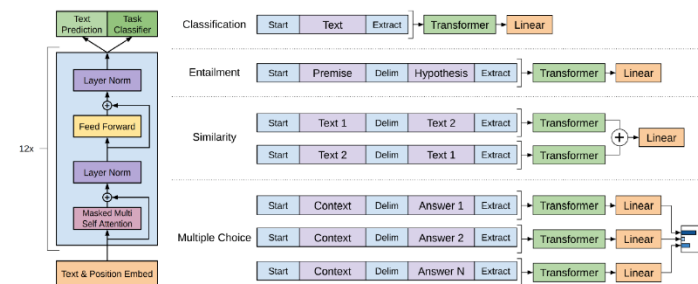 Text Prediction
Task Classifier
Layer Norm
Feed Forward
12x
Layer Norm
Masked Multi
Self Attention
Text & Position Embed
Classification
Start Text Extract Transformer Linear
Entailment
Start Premise Delim Hypothesis Extract Transformer Linear
Similarity
Start Text 1 Delim Text 2 Extract Transformer
+ Linear
Start Text 2 Delim Text 1 Extract Transformer
Multiple Choice
Start Context Delim Answer 1 Extract Transformer Linear
Start Context Delim Answer 2 Extract Transformer Linear
Start Context Delim Answer N Extract Transformer Linear